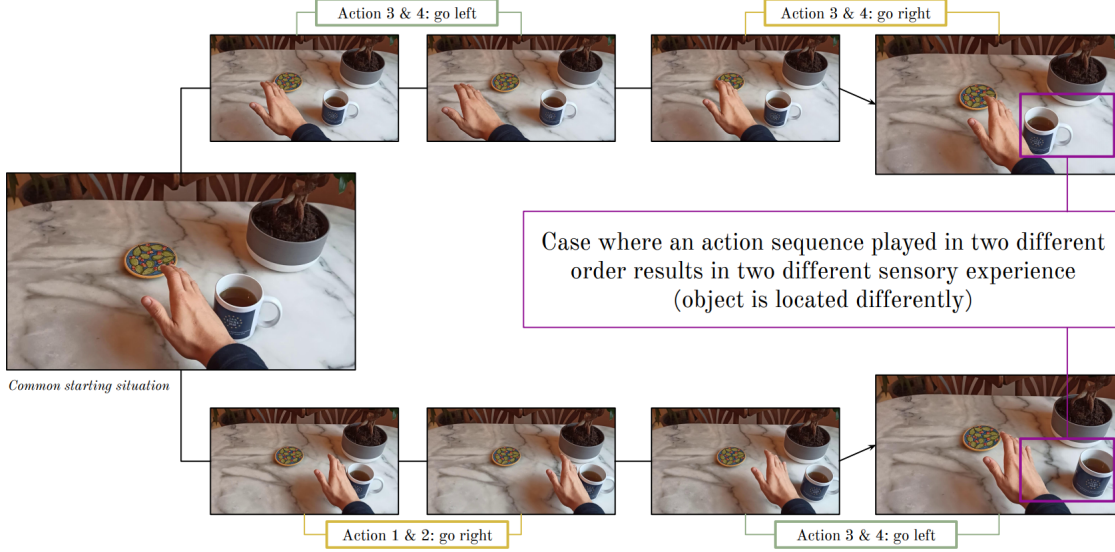 Action 3 & 4: go left
Action 3 & 4: go right
Case where an action sequence played in two different
order results in two different sensory experience
(object is located differently)
Common starting situation
Action 1 & 2: go right
Action 3 & 4: go left